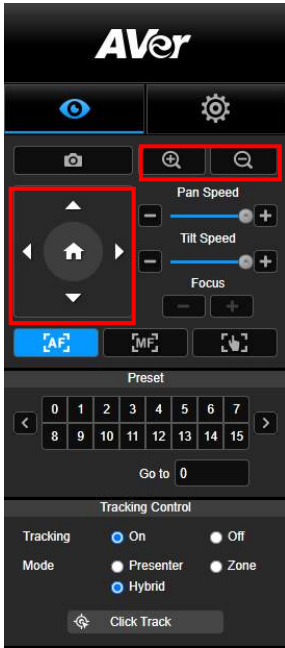 AVer
Pan Speed
Tilt Speed
Focus
AF
MF
Preset
0 1 2 3 4 5 6 7
8 9 10 11 12 13 14 15
Go to 0
Tracking Control
Tracking On Off
Mode Presenter Zone
Hybrid
Click Track